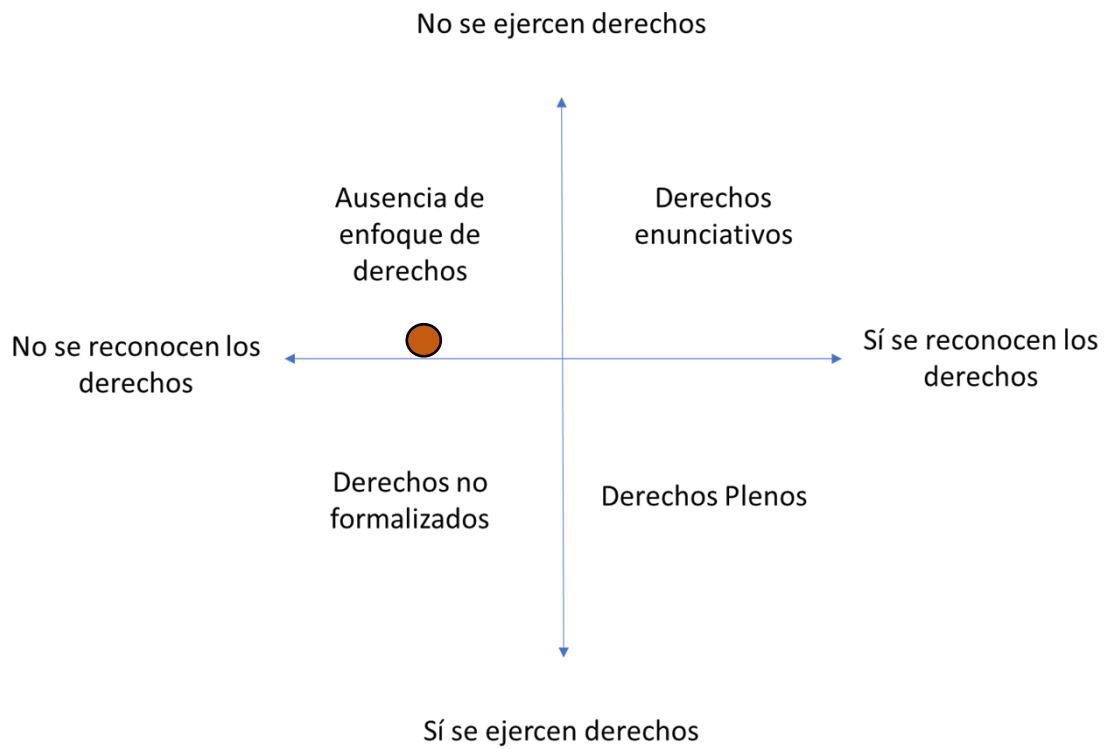 No se ejercen derechos
Ausencia de
enfoque de
derechos
Derechos
enunciativos
No se reconocen los
derechos
Sí se reconocen los
derechos
Derechos no
formalizados
Derechos Plenos
Sí se ejercen derechos